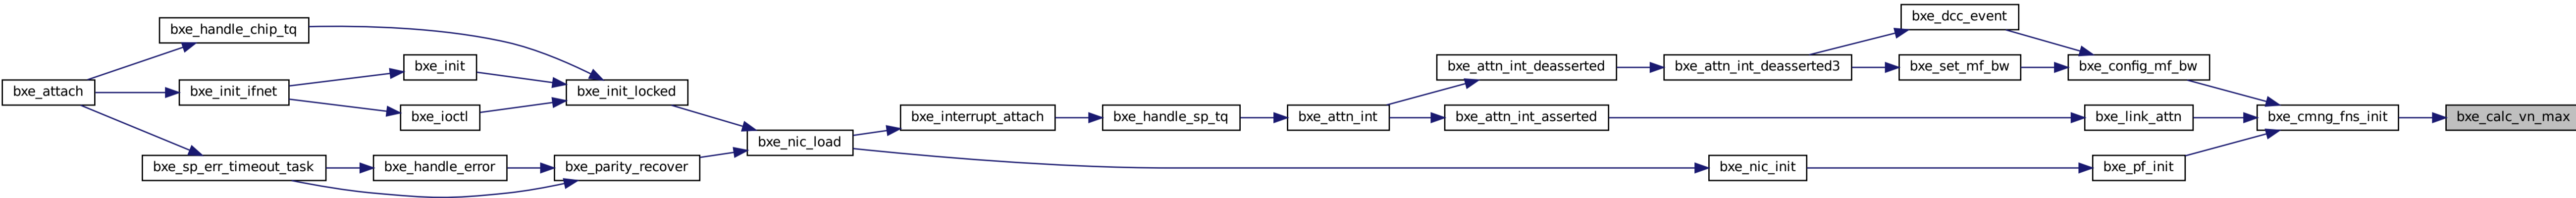 bxe_attach
bxe_handle_chip_tq
bxe_init_ifnet
bxe_sp_err_timeout_task
bxe_init
bxe_ioctl
bxe_handle_error
bxe_init_locked
bxe_parity_recover
bxe_nic_load
bxe_interrupt_attach
bxe_handle_sp_tq
bxe_attn_int
bxe_attn_int_deasserted
bxe_attn_int_asserted
bxe_attn_int_deasserted3
bxe_nic_init
bxe_dcc_event
bxe_set_mf_bw
bxe_config_mf_bw
bxe_link_attn
bxe_pf_init
bxe_cmng_fns_init
bxe_calc_vn_max